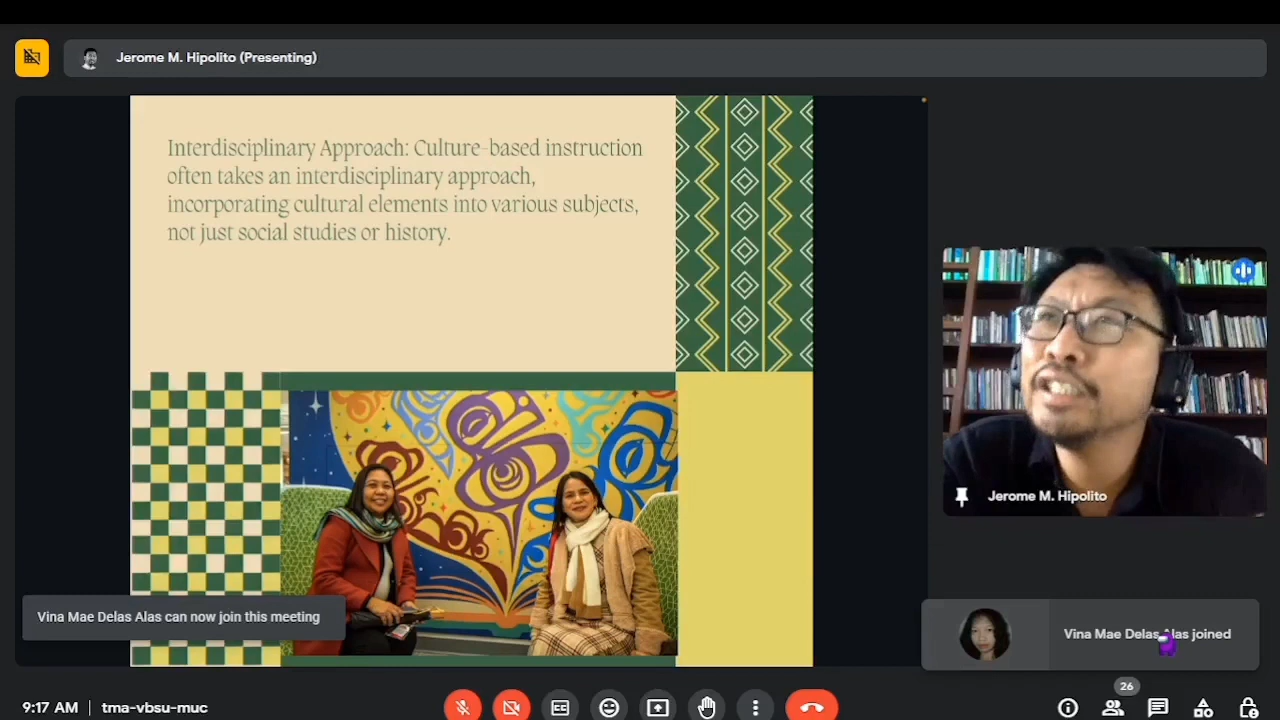 Jerome M. Hipolito (Presenting)
Interdisciplinary Approach: Culture-based instruction
often takes an interdisciplinary approach,
incorporating cultural elements into various subjects,
not just social studies or history.
Jerome M. Hipolito
Vina Mae Delas Alas can now join this meeting
Vina Mae Delas Alas joined
9:17 AM | tma-vbsu-muc
26